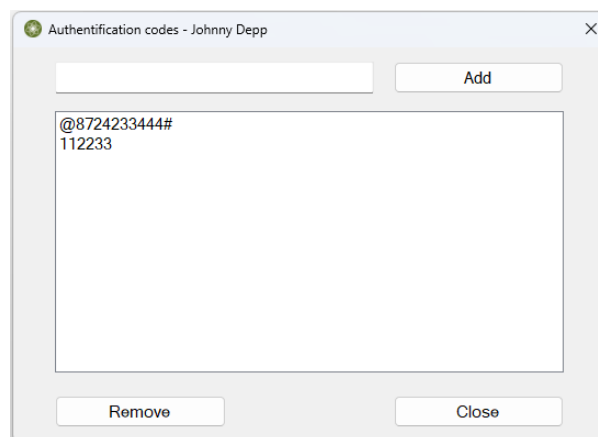 Authentification codes - Johnny Depp
Add
@8724233444#
112233
Remove
Close